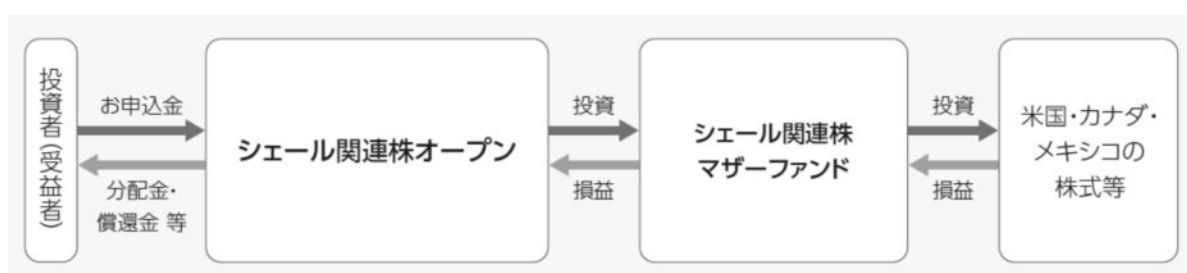 投資者(受益者)
お申込金
分配金・
償還金 等
シェール関連株オープン
投資
損益
シェール関連株
マザーファンド
投資
損益
米国・カナダ・
メキシコの
株式等